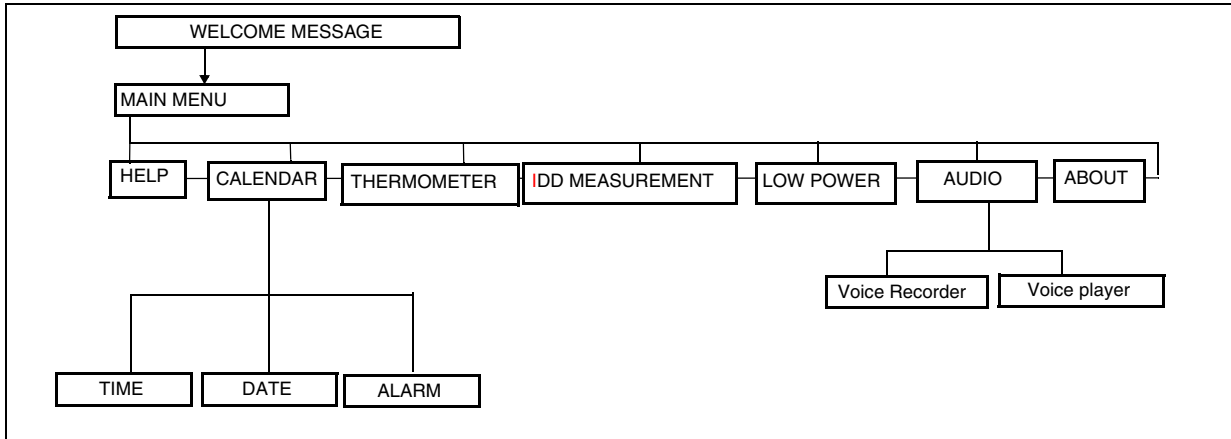 WELCOME MESSAGE
MAIN MENU
HELP
CALENDAR
THERMOMETER
IDD MEASUREMENT
LOW POWER
AUDIO
ABOUT
Voice Recorder
Voice player
TIME
DATE
ALARM